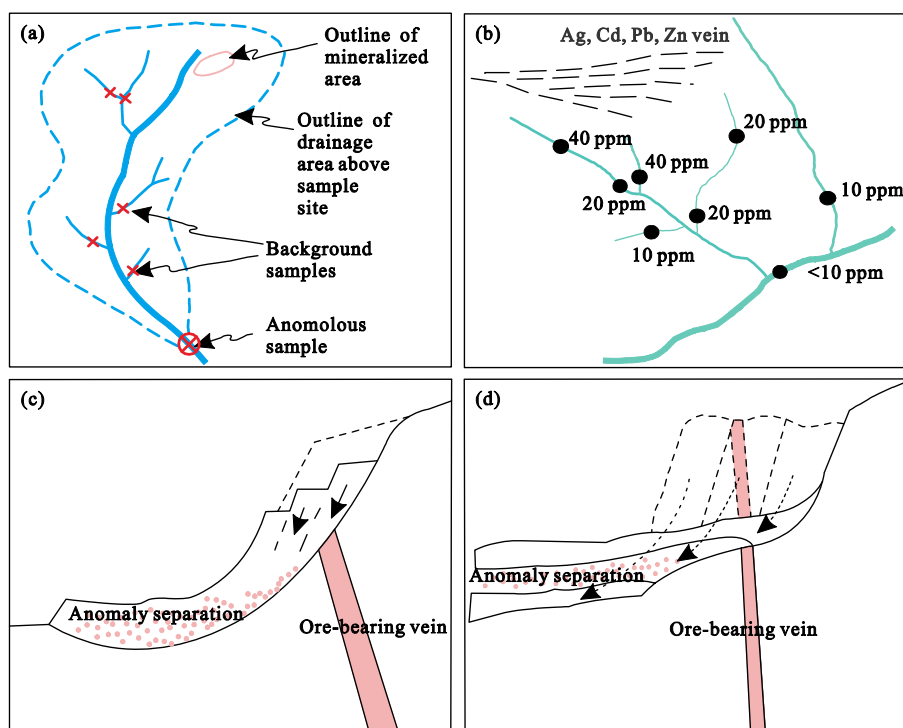 (a)
Outline of
mineralized
area
Outline of
drainage
area above
sample
site
Background
samples
Anomolous
sample
(b)
Ag, Cd, Pb, Zn vein
20 ppm
40 ppm
40 ppm
20 ppm
10 ppm
20 ppm
10 ppm
<10 ppm
(c)
Anomaly separation
Ore-bearing vein
(d)
Anomaly separation
Ore-bearing vein